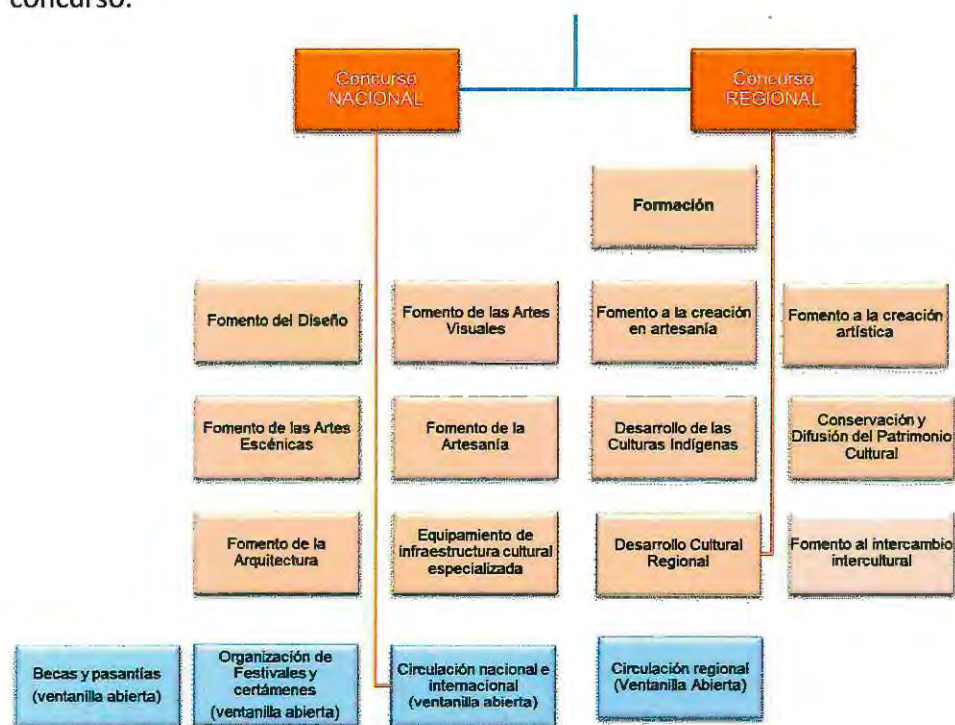 concurso.
Concurso
NACIONAL
Concurso
REGIONAL
Formación
Fomento del Diseño
Fomento de las Artes
Visuales
Fomento a la creación
en artesanía
Fomento a la creación
artística
Fomento de las Artes
Escénicas
Fomento de la
Artesanía
Desarrollo de las
Culturas Indígenas
Conservación y
Difusión del Patrimonio
Cultural
Fomento de la
Arquitectura
Equipamiento de
infraestructura cultural
especializada
Desarrollo Cultural
Regional
Fomento al intercambio
intercultural
Becas y pasantías
(ventanilla abierta)
Organización de
Festivales y
certámenes
(ventanilla abierta)
Circulación nacional e
internacional
(ventanilla abierta)
Circulación regional
(Ventanilla Abierta)